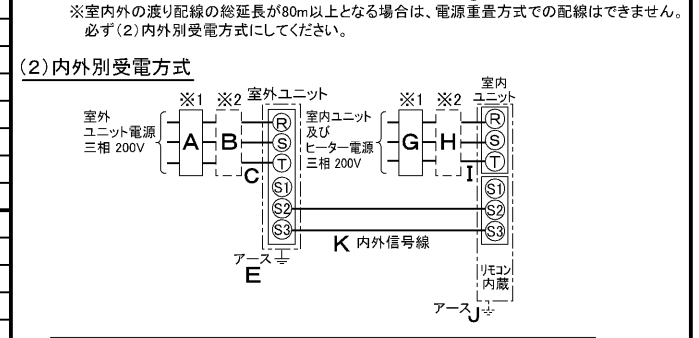 ※室内外の渡り配線の総延長が80m以上となる場合は、電源重畳方式での配線はできません。
必ず(2)内外別受電方式にしてください。
(2)内外別受電方式
室外
ユニット電源
三相 200V
※1
※2
A
B
C
室外ユニット
R
S
T
S1
S2
S3
アース
E
室内ユニット
及び
ヒーター電源
三相 200V
※1
※2
G
H
I
室内
ユニット
R
S
T
S1
S2
S3
K 内外信号線
リモコン
内蔵
アース J